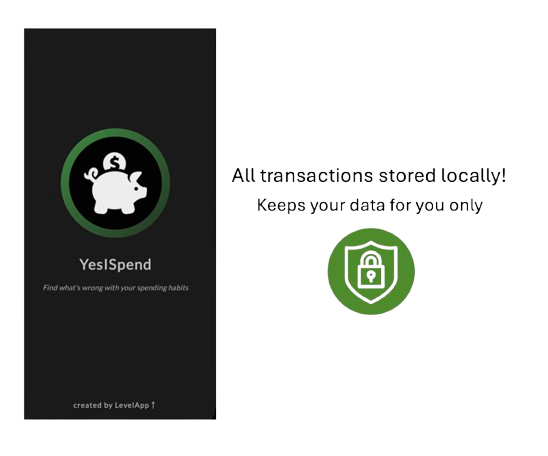 YesISpend
Find what's wrong with your spending habits
created by LevelApp↑
All transactions stored locally!
Keeps your data for you only